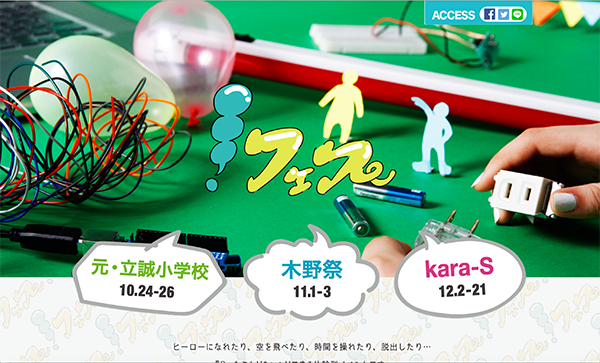 ACCESS
フェスぅ
元・立誠小学校
10.24-26
木野祭
11.1-3
kara-S
12.2-21
ヒーローになれたり、空を飛べたり、時間を操れたり、脱出したり…